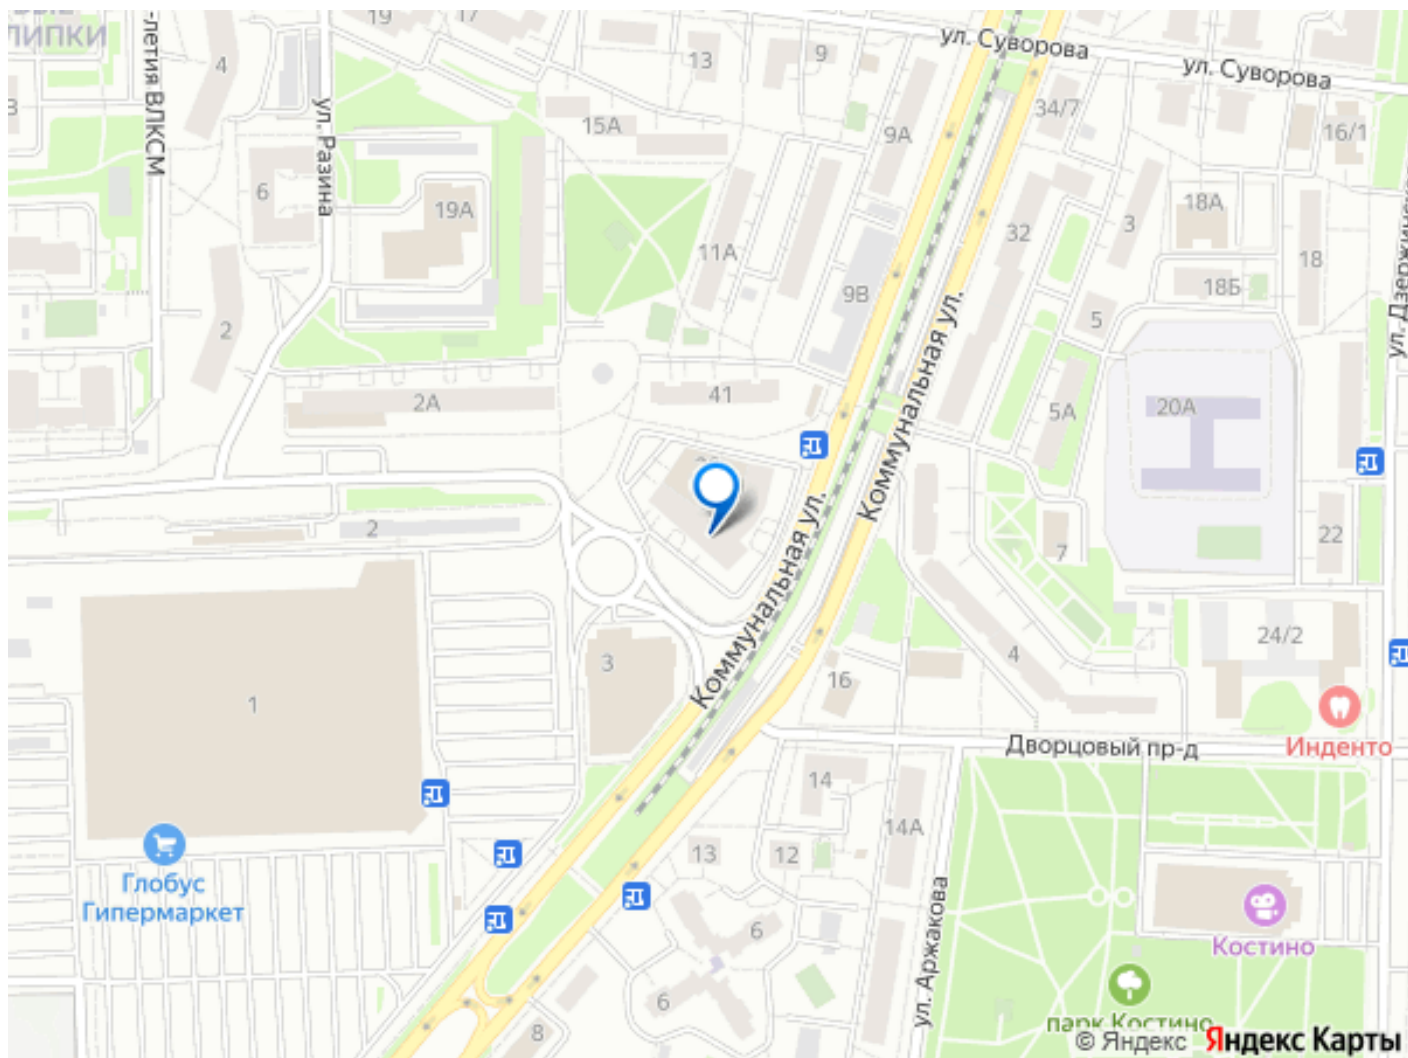 ЛИПКИ
-летия ВЛКСМ
4
19
17
13
9
ул. Суворова
ул. Суворова
34/7
16/1
15А
9А
ул. Разина
6
19А
11А
32
3
18А
18
18Б
9В
5
ул. Дзержинско
2
2А
41
5А
20А
Коммунальная ул.
2
Коммунальная ул.
7
22
24/2
4
3
16
1
Дворцовый пр-д
Инденто
14
14А
13
12
Глобус
Гипермаркет
6
6
8
ул. Аржакова
Костино
парк Костино
© Яндекс Яндекс Карты